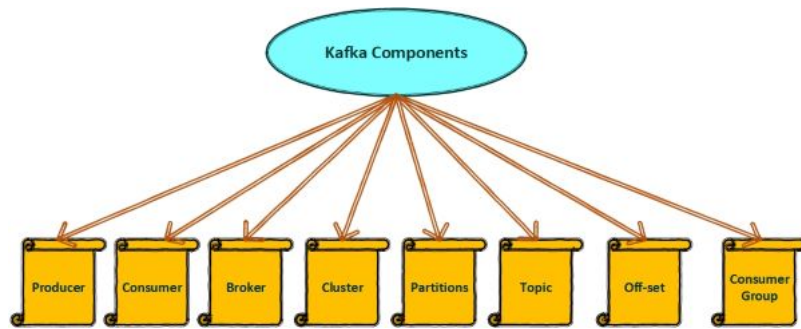 Kafka Components
Producer
Consumer
Broker
Cluster
Partitions
Topic
Off-set
Consumer
Group